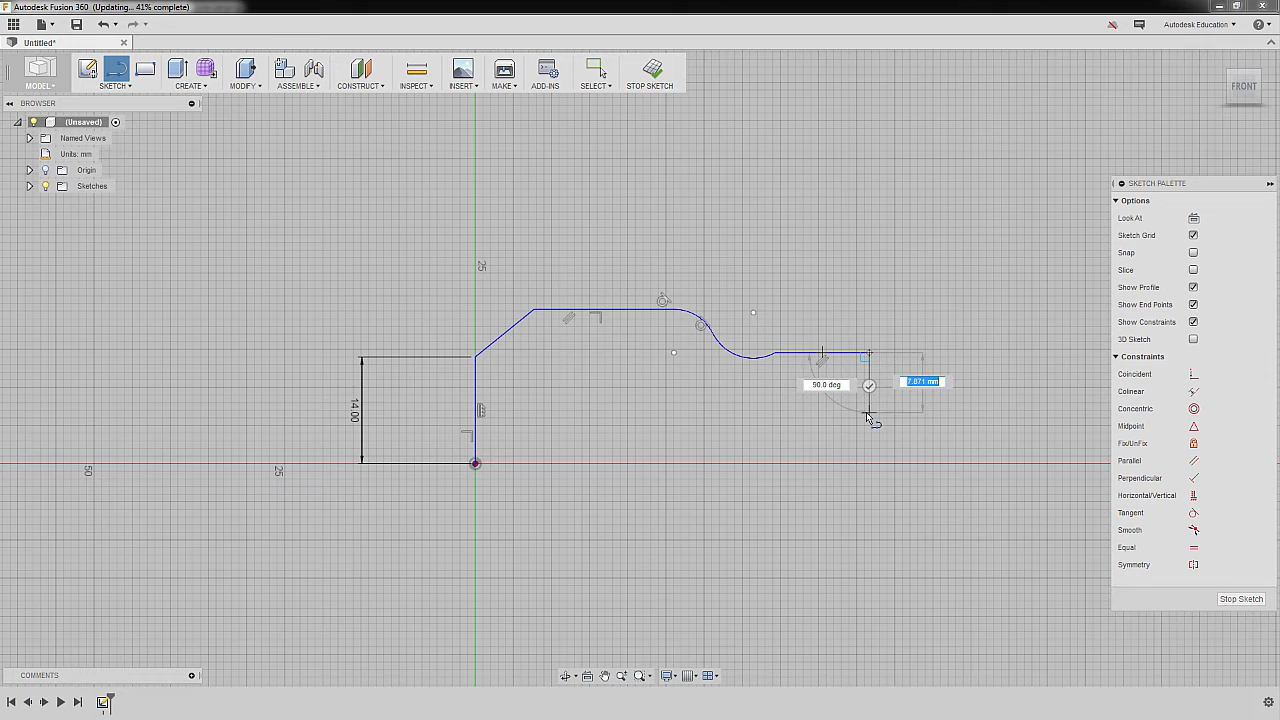 Autodesk Fusion 360 (Updating... 41% complete)
Autodesk Education
Untitled*
MODEL
SKETCH
CREATE
MODIFY
ASSEMBLE
CONSTRUCT
INSPECT
INSERT
MAKE
ADD-INS
SELECT
STOP SKETCH
FRONT
BROWSER
(Unsaved)
Named Views
Units: mm
Origin
Sketches
25
14.00
50
25
90.0 deg
7.871 mm
SKETCH PALETTE
Options
Look At
Sketch Grid
Snap
Slice
Show Profile
Show End Points
Show Constraints
3D Sketch
Constraints
Coincident
Colinear
Concentric
Midpoint
Fix/UnFix
Parallel
Perpendicular
Horizontal/Vertical
Tangent
Smooth
Equal
Symmetry
Stop Sketch
COMMENTS